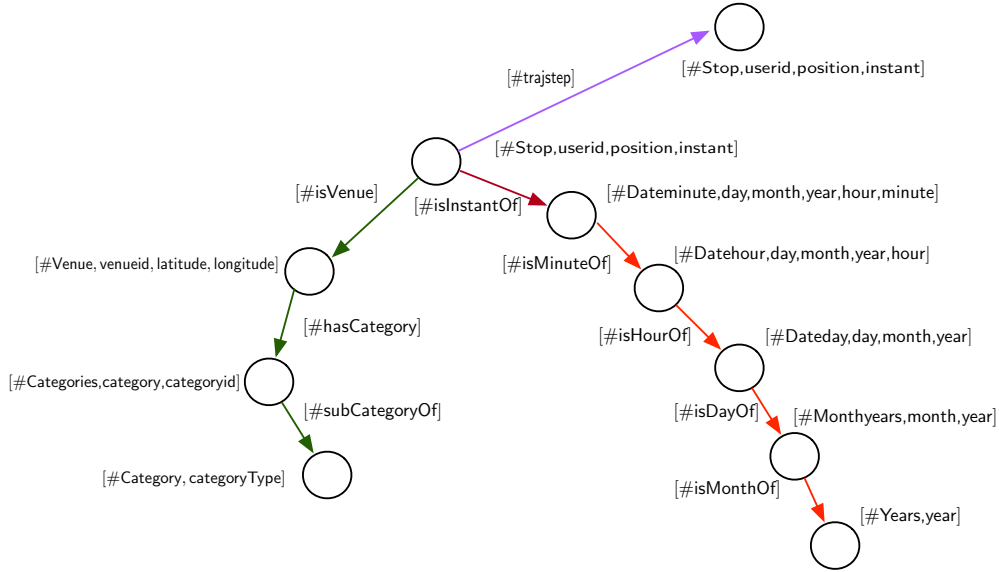 [#Stop,userid,position,instant]
[#trajstep]
[#Stop,userid,position,instant]
[#isVenue]
[#isInstantOf]
[#Dateminute,day,month,year,hour,minute]
[#Venue, venueid, latitude, longitude]
[#isMinuteOf]
[#Datehour,day,month,year,hour]
[#hasCategory]
[#isHourOf]
[#Dateday,day,month,year]
[#Categories,category,categoryid]
[#subCategoryOf]
[#isDayOf]
[#Monthyears,month,year]
[#Category, categoryType]
[#isMonthOf]
[#Years,year]